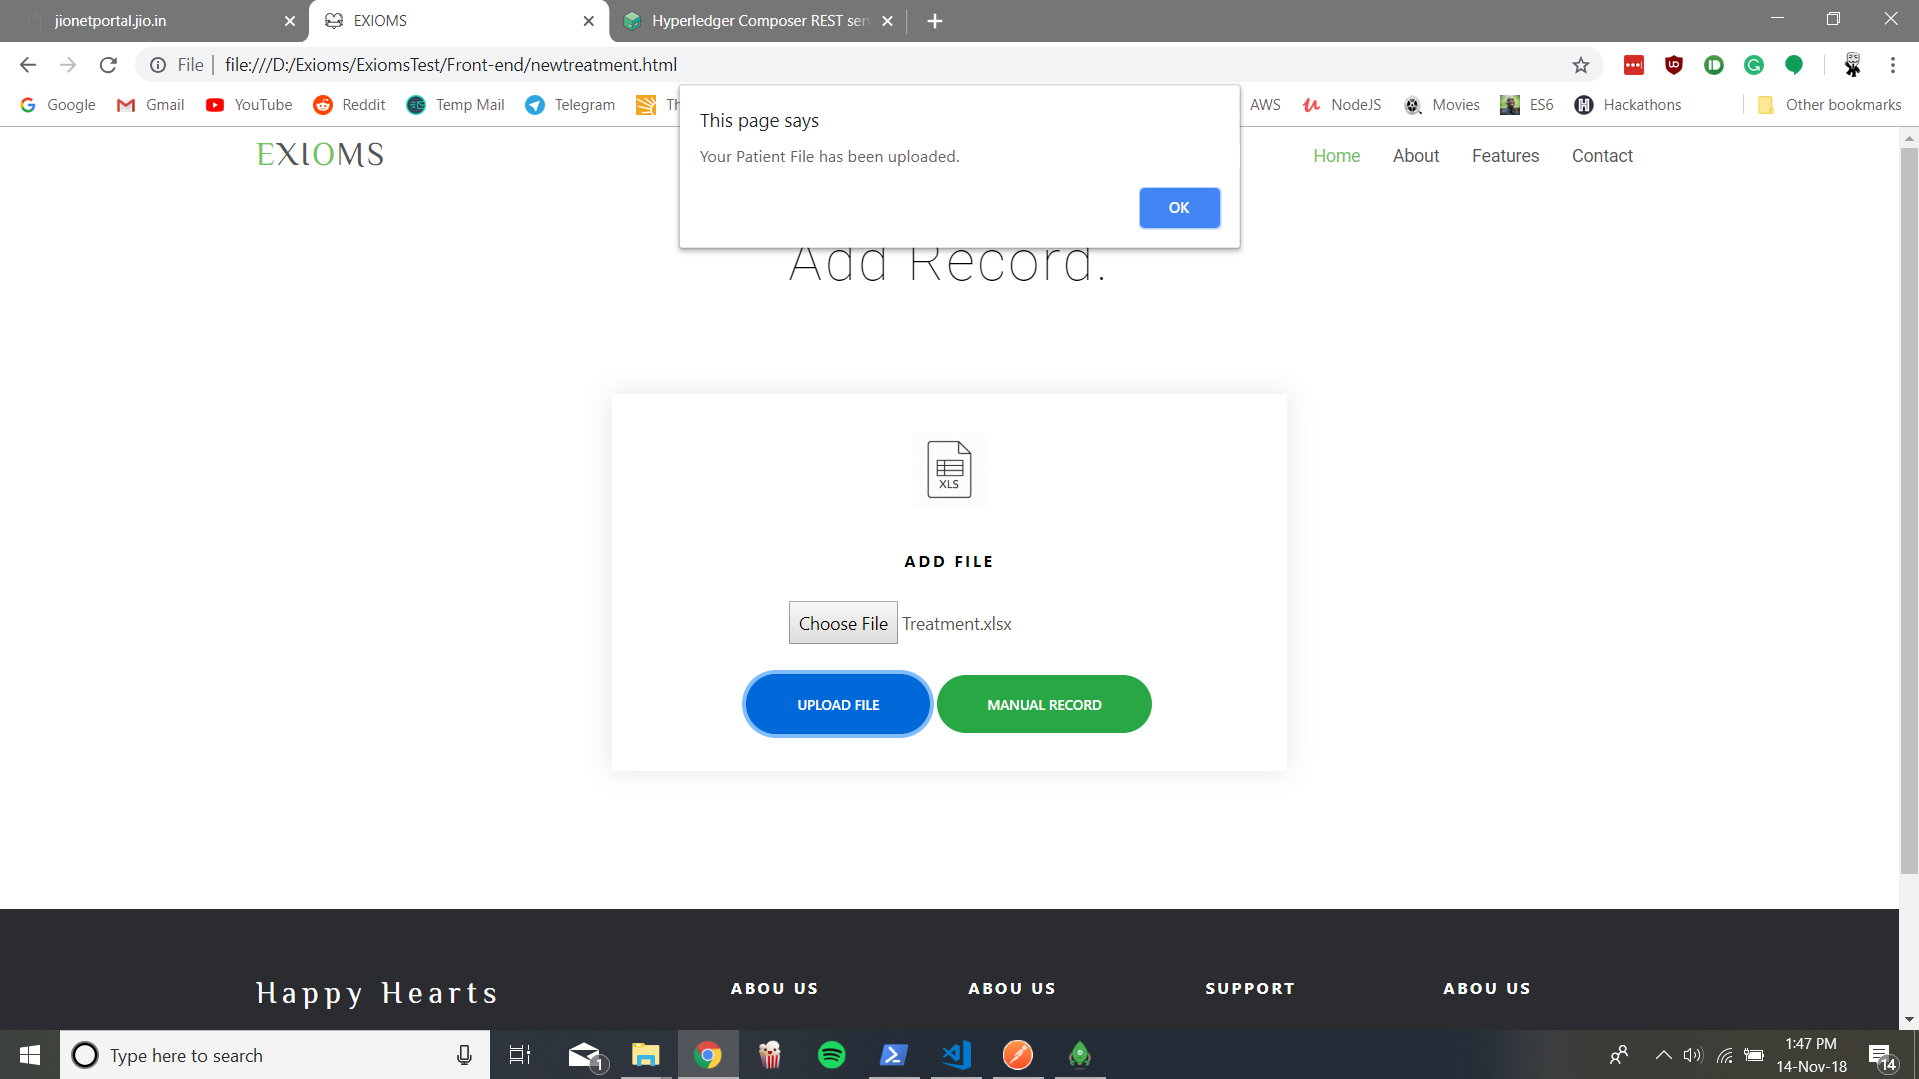 jionetportal.jio.in
EXIOMS
Hyperledger Composer REST ser
File
file:///D:/Exioms/ExiomsTest/Front-end/newtreatment.html
Google
Gmail
YouTube
Reddit
Temp Mail
Telegram
AWS
NodeJS
Movies
ES6
Hackathons
Other bookmarks
This page says
Your Patient File has been uploaded.
OK
EXIOMS
Home
About
Features
Contact
Add Record.
XLS
ADD FILE
Choose File
Treatment.xlsx
UPLOAD FILE
MANUAL RECORD
Happy Hearts
ABOU US
ABOU US
SUPPORT
ABOU US
Type here to search
1
1:47 PM
14-Nov-18
14